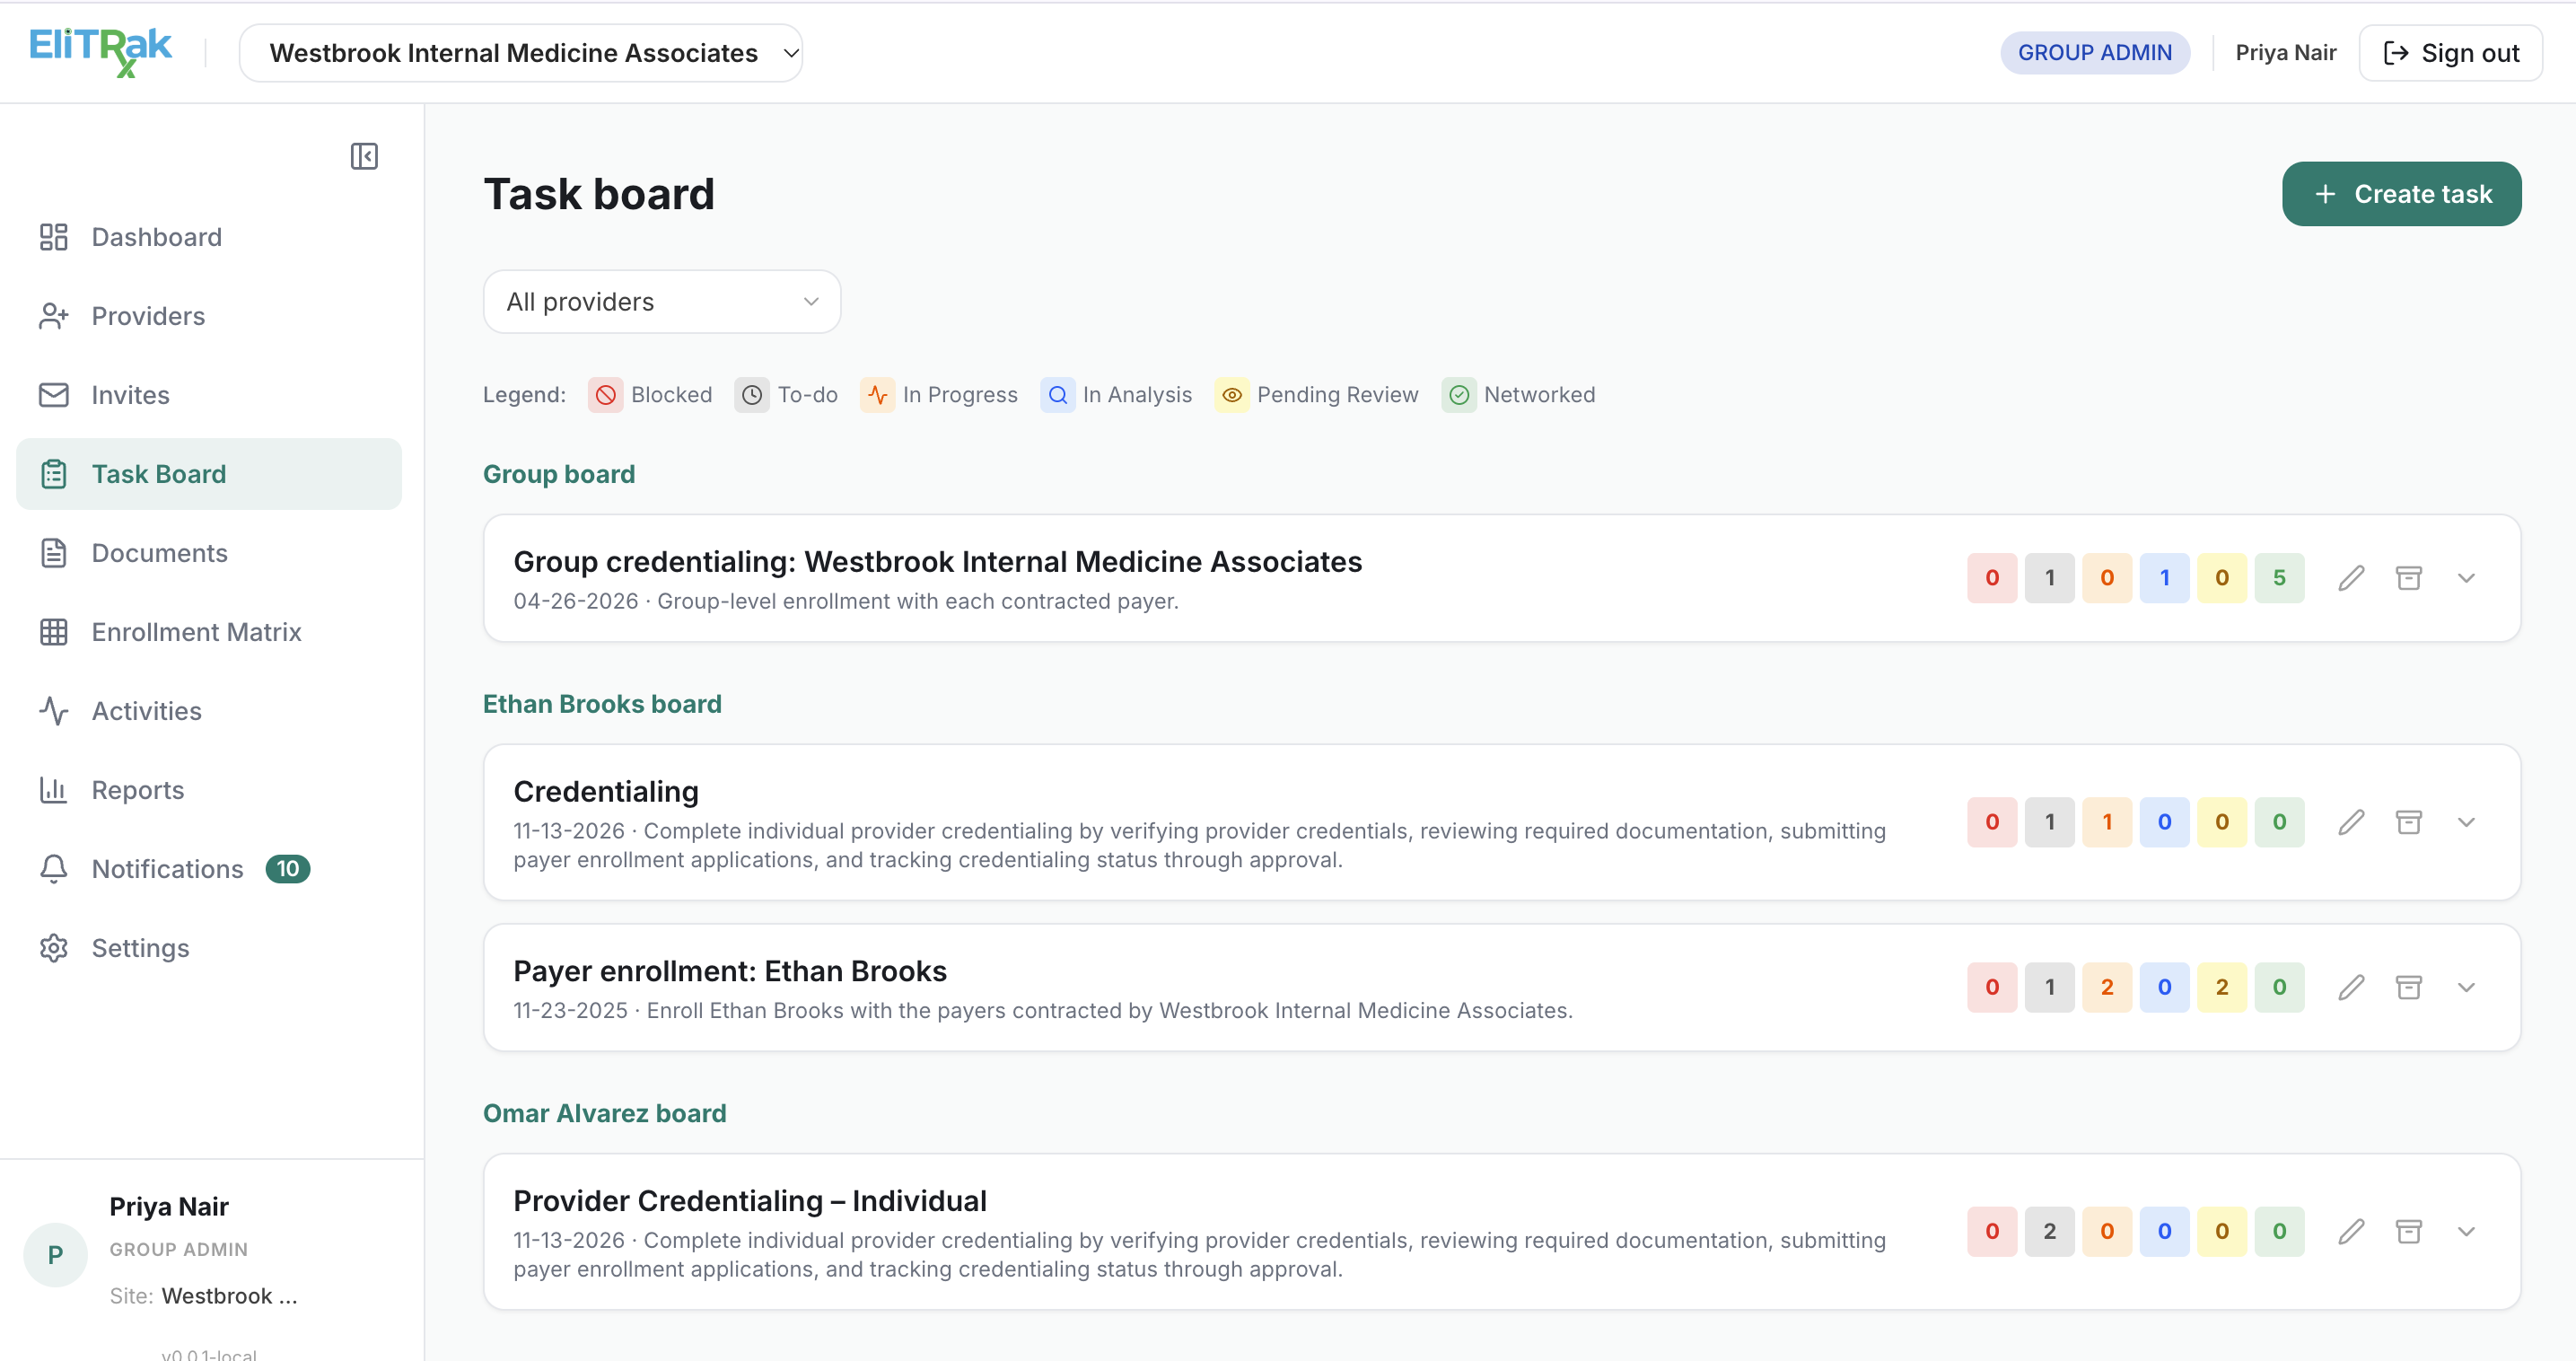 EliTRak
x
Westbrook Internal Medicine Associates
GROUP ADMIN
Priya Nair
Sign out
Dashboard
Providers
Invites
Task Board
Documents
Enrollment Matrix
Activities
Reports
Notifications 10
Settings
Priya Nair
P
GROUP ADMIN
Site: Westbrook ...
v0.0.1-local
Task board
+ Create task
All providers
Legend: Blocked To-do In Progress In Analysis Pending Review Networked
Group board
Group credentialing: Westbrook Internal Medicine Associates
04-26-2026 · Group-level enrollment with each contracted payer.
0 1 0 1 0 5
Ethan Brooks board
Credentialing
11-13-2026 · Complete individual provider credentialing by verifying provider credentials, reviewing required documentation, submitting
payer enrollment applications, and tracking credentialing status through approval.
0 1 1 0 0 0
Payer enrollment: Ethan Brooks
11-23-2025 · Enroll Ethan Brooks with the payers contracted by Westbrook Internal Medicine Associates.
0 1 2 0 2 0
Omar Alvarez board
Provider Credentialing – Individual
11-13-2026 · Complete individual provider credentialing by verifying provider credentials, reviewing required documentation, submitting
payer enrollment applications, and tracking credentialing status through approval.
0 2 0 0 0 0